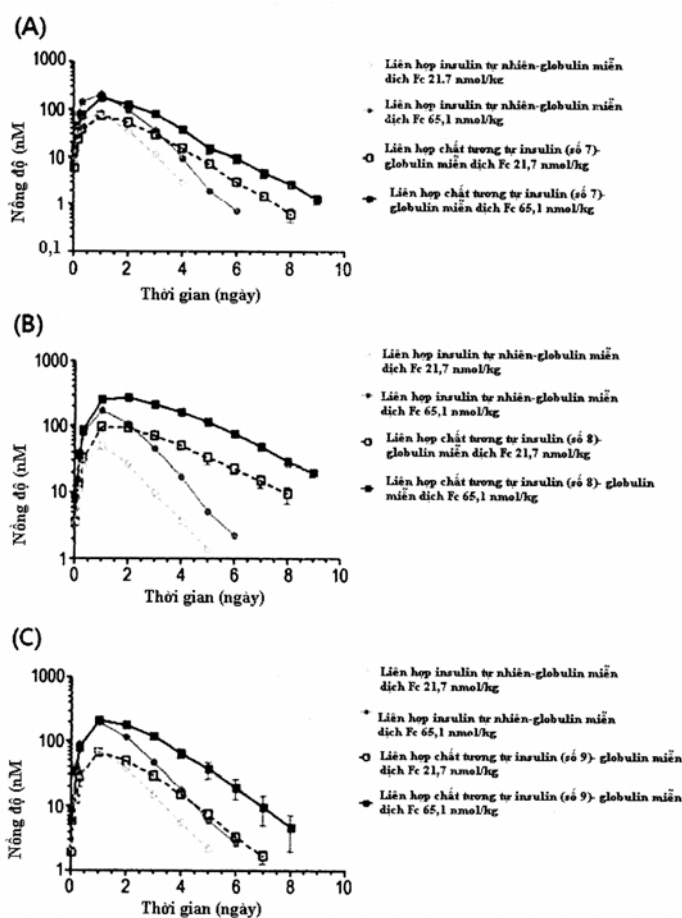 (A)
1000
100
10
1
0,1
Nồng độ (nM
0 2 4 6 8 10
Thời gian (ngày)
Liên hợp insulin tự nhiên-globulin miễn
dịch Fc 21.7 nmol/kg
Liên hợp insulin tự nhiên-globulin miễn
dịch Fc 65,1 nmol/kg
Liên hợp chất tương tự insulin (số 7)-
globulin miễn dịch Fc 21,7 nmol/kg
Liên hợp chất tương tự insulin (số 7)-
globulin miễn dịch Fc 65,1 nmol/kg
(B)
1000
100
10
1
Nồng độ (nM
0 2 4 6 8 10
Thời gian (ngày)
Liên hợp insulin tự nhiên-globulin miễn
dịch Fc 21,7 nmol/kg
Liên hợp insulin tự nhiên-globulin miễn
dịch Fc 65,1 nmol/kg
Liên hợp chất tương tự insulin (số 8)-
globulin miễn dịch Fc 21,7 nmol/kg
Liên hợp chất tương tự insulin (số 8)- globulin
miễn dịch Fc 65,1 nmol/kg
(C)
1000
100
10
1
Nồng độ (nM
0 2 4 6 8 10
Thời gian (ngày)
Liên hợp insulin tự nhiên-globulin miễn
dịch Fc 21,7 nmol/kg
Liên hợp insulin tự nhiên-globulin miễn
dịch Fc 65,1 nmol/kg
Liên hợp chất tương tự insulin (số 9)- globulin miễn
dịch Fc 21,7 nmol/kg
Liên hợp chất tương tự insulin (số 9)- globulin miễn
dịch Fc 65,1 nmol/kg